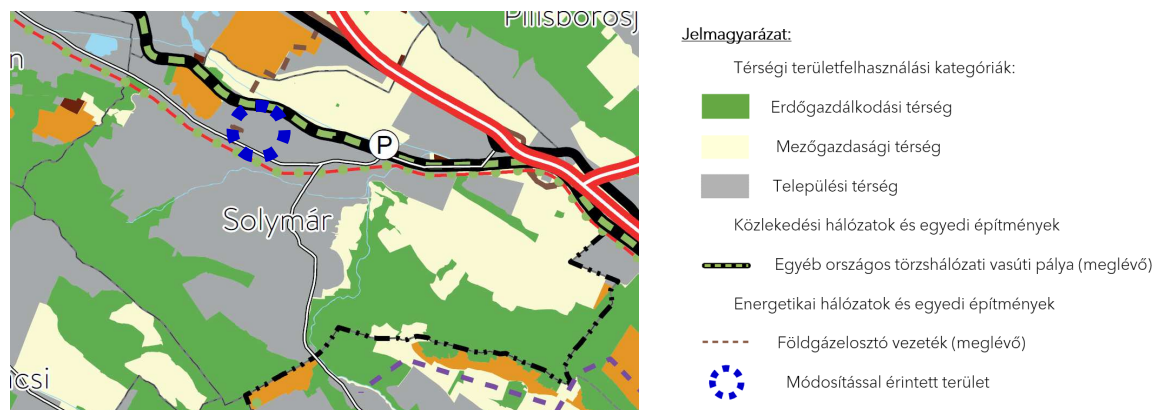 Pilisborosj
n
P
Solymár
csi
Jelmagyarázat:
Térségi területfelhasználási kategóriák:
Erdőgazdálkodási térség
Mezőgazdasági térség
Települési térség
Közlekedési hálózatok és egyedi építmények
Egyéb országos törzshálózati vasúti pálya (meglévő)
Energetikai hálózatok és egyedi építmények
Földgázelosztó vezeték (meglévő)
Módosítással érintett terület